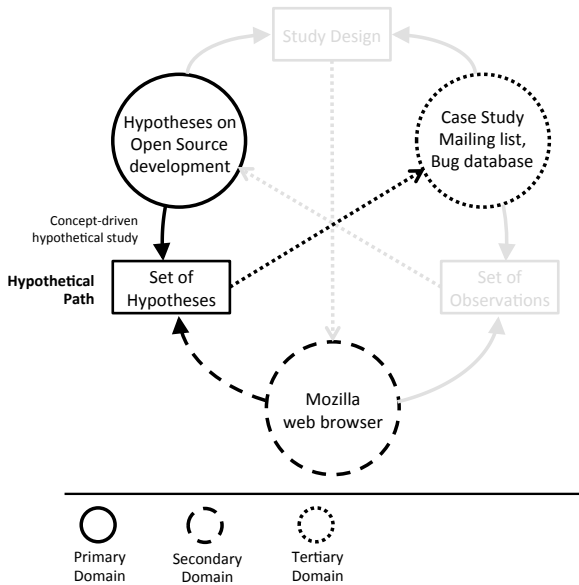 Study Design
Hypotheses on
Open Source
development
Case Study
Mailing list,
Bug database
Concept-driven
hypothetical study
Hypothetical
Path
Set of
Hypotheses
Set of
Observations
Mozilla
web browser
Primary
Domain
Secondary
Domain
Tertiary
Domain